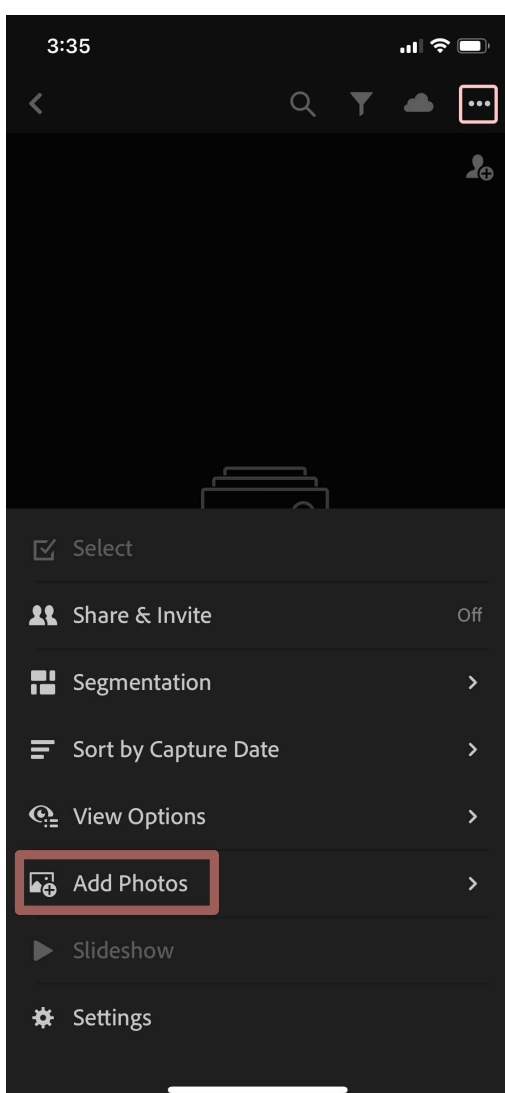 3:35
Select
Share & Invite Off
Segmentation
Sort by Capture Date
View Options
Add Photos
Slideshow
Settings